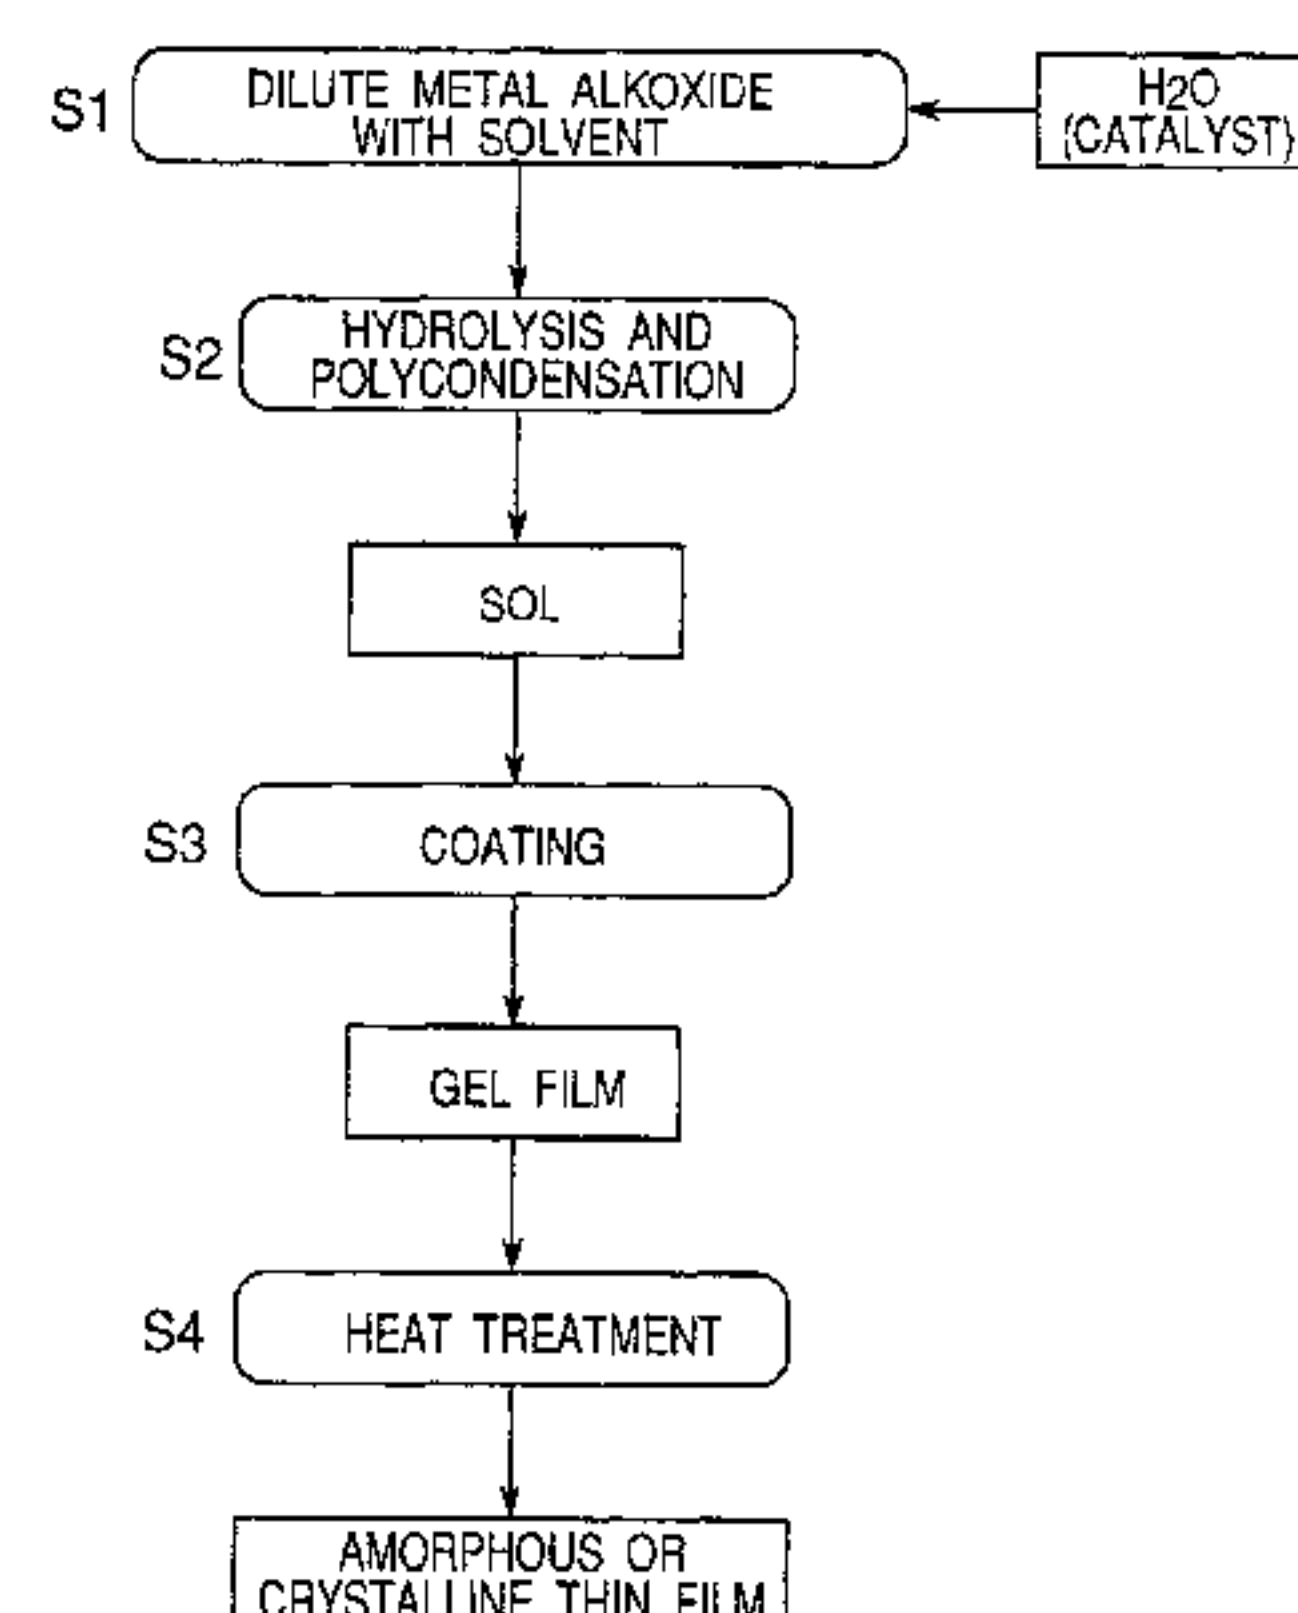 S1
DILUTE METAL ALKOXIDE
WITH SOLVENT
H2O
(CATALYST)
S2
HYDROLYSIS AND
POLYCONDENSATION
SOL
S3
COATING
GEL FILM
S4
HEAT TREATMENT
AMORPHOUS OR
CRYSTALLINE THIN FILM